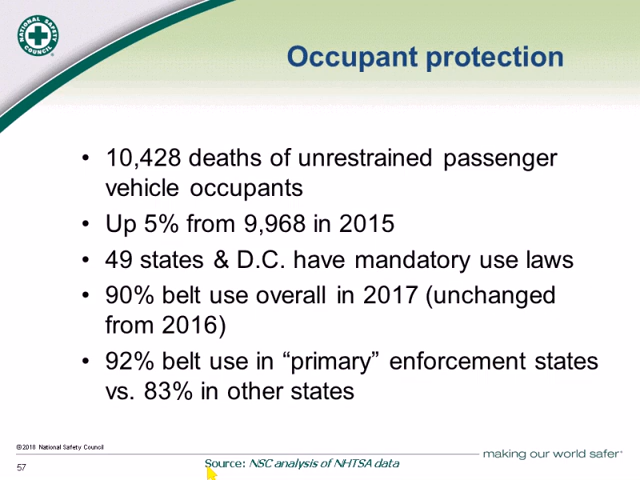 NATIONAL SAFETY COUNCIL
Occupant protection
• 10,428 deaths of unrestrained passenger
vehicle occupants
• Up 5% from 9,968 in 2015
• 49 states & D.C. have mandatory use laws
• 90% belt use overall in 2017 (unchanged
from 2016)
• 92% belt use in “primary” enforcement states
vs. 83% in other states
©2018 National Safety Council
making our world safer
57
Source: NSC analysis of NHTSA data